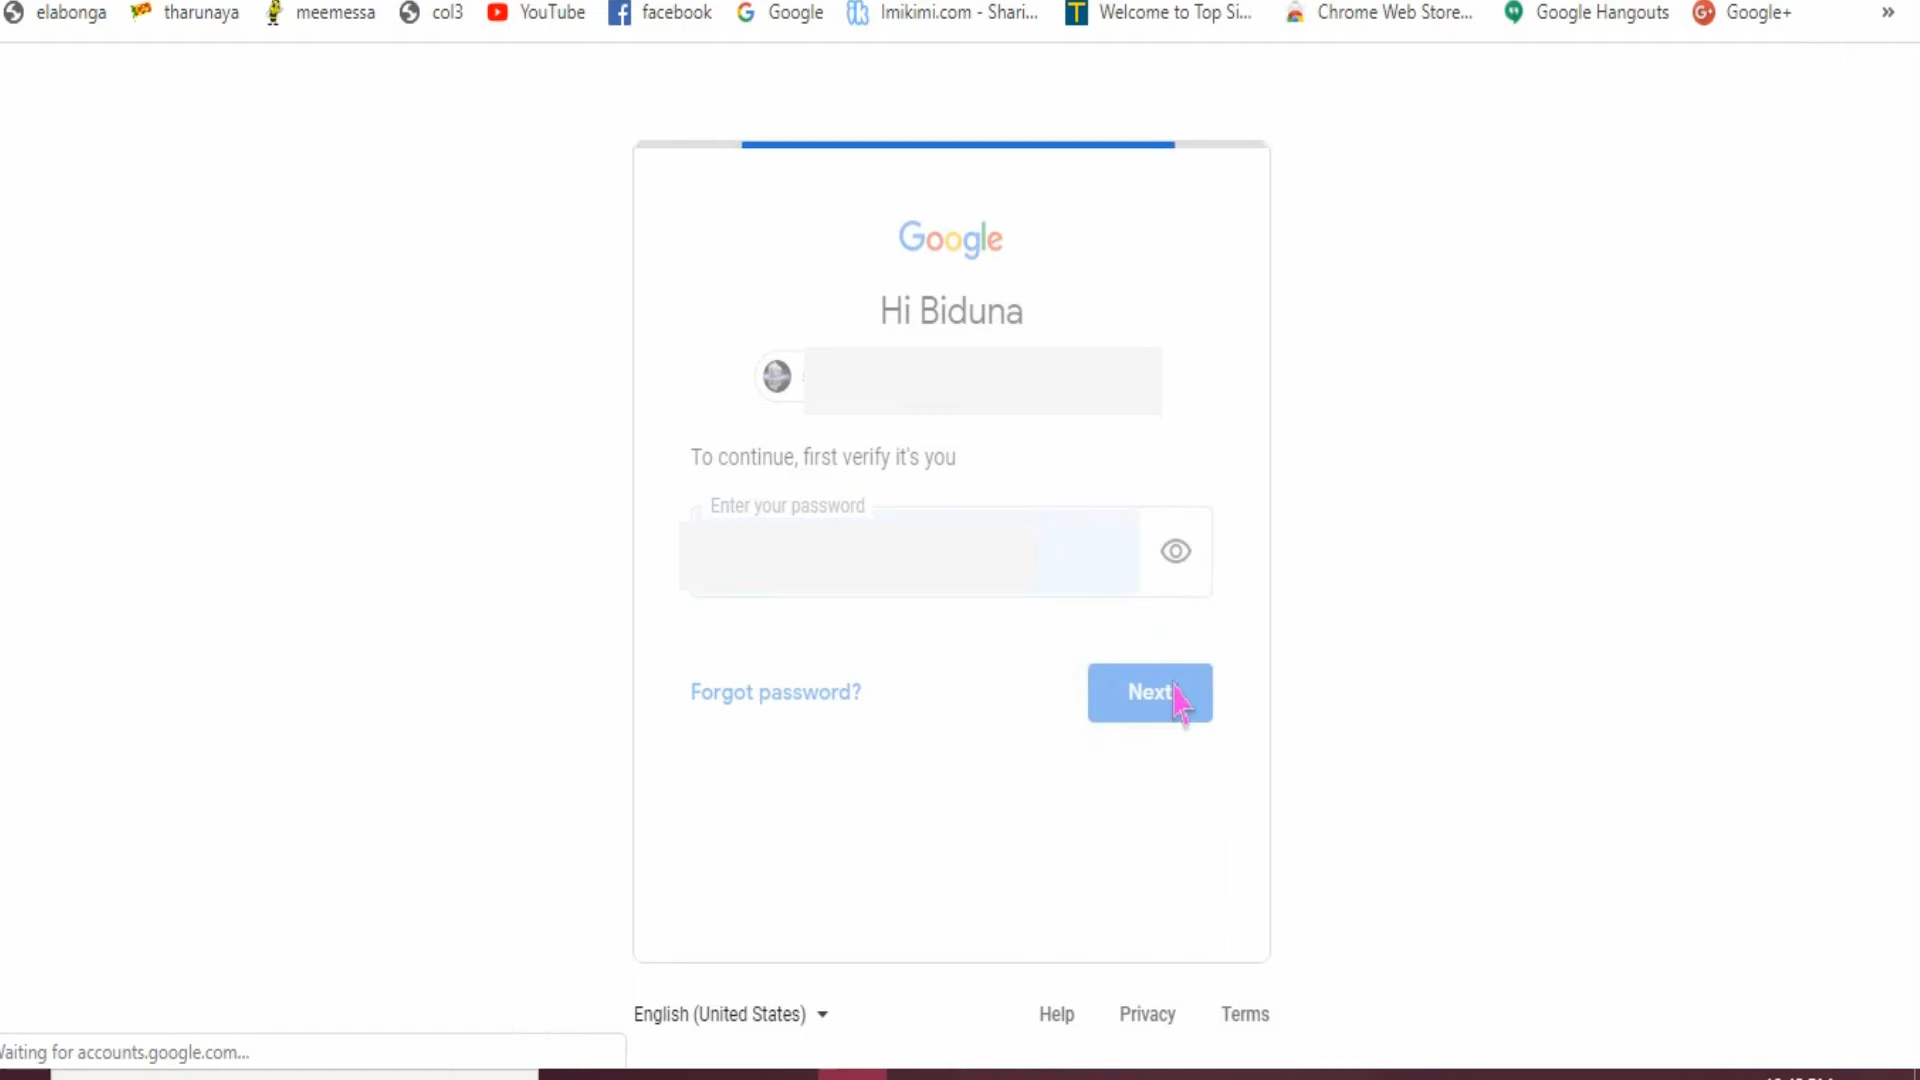 elabonga tharunaya meemessa col3 YouTube facebook Google Imikimi.com - Shari... Welcome to Top Si... Chrome Web Store... Google Hangouts Google+ »
Google
Hi Biduna
To continue, first verify it's you
Enter your password
Forgot password? Next
English (United States) Help Privacy Terms
Waiting for accounts.google.com...